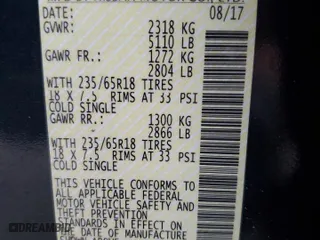 DATE: 08/17
GVWR: 2318 KG
5110 LB
GAWR FR.: 1272 KG
2804 LB
WITH 235/65R18 TIRES
18 X 7.5 RIMS AT 33 PSI
COLD SINGLE
GAWR RR.: 1300 KG
- 2866 LB
WITH 235/65R18 TIRES
18 X 7.5 RIMS AT 33 PSI
COLD SINGLE
THIS VEHICLE CONFORMS TO
ALL APPLICABLE FEDERAL
MOTOR VEHICLE SAFETY AND
THEFT PREVENTION
STANDARDS IN EFFECT ON
THE DATE OF MANUFACTURE
©DREAMBID